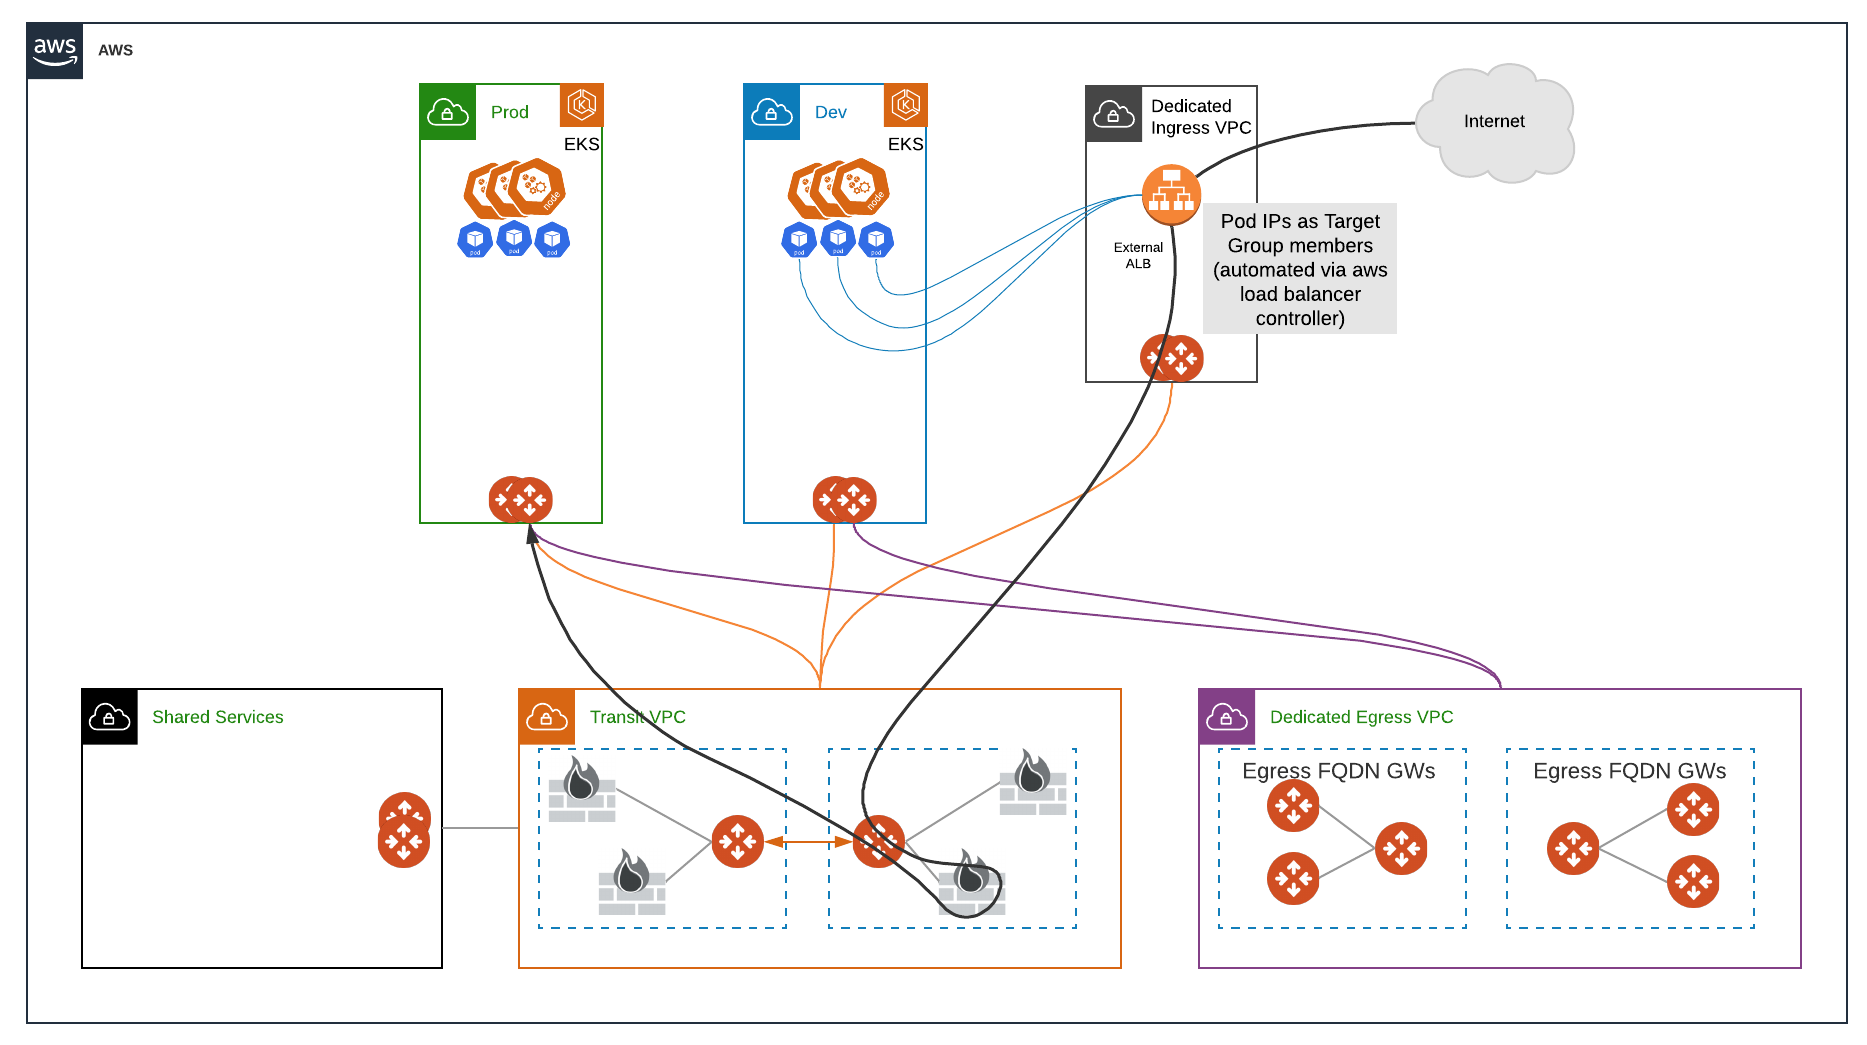 aws
AWS
Prod
EKS
node
pod
pod
pod
Dev
EKS
node
pod
pod
pod
Dedicated
Ingress VPC
External
ALB
Internet
Pod IPs as Target
Group members
(automated via aws
load balancer
controller)
Shared Services
Transit VPC
Dedicated Egress VPC
Egress FQDN GWs
Egress FQDN GWs